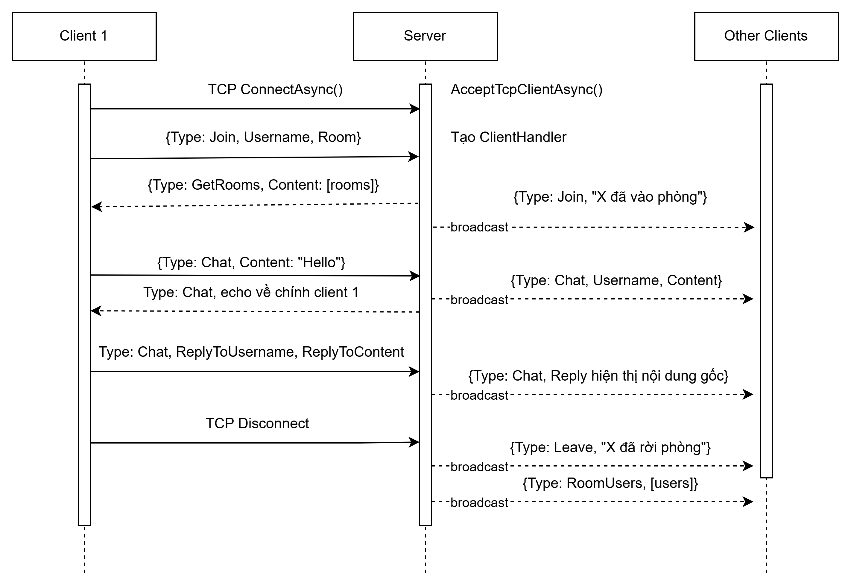 Client 1
Server
Other Clients
TCP ConnectAsync()
AcceptTcpClientAsync()
{Type: Join, Username, Room}
Tạo ClientHandler
{Type: GetRooms, Content: [rooms]}
{Type: Join, "X đã vào phòng"}
broadcast
{Type: Chat, Content: "Hello"}
{Type: Chat, Username, Content}
Type: Chat, echo về chính client 1
broadcast
Type: Chat, ReplyToUsername, ReplyToContent
{Type: Chat, Reply hiện thị nội dung gốc}
broadcast
TCP Disconnect
{Type: Leave, "X đã rời phòng"}
broadcast
{Type: RoomUsers, [users]}
broadcast